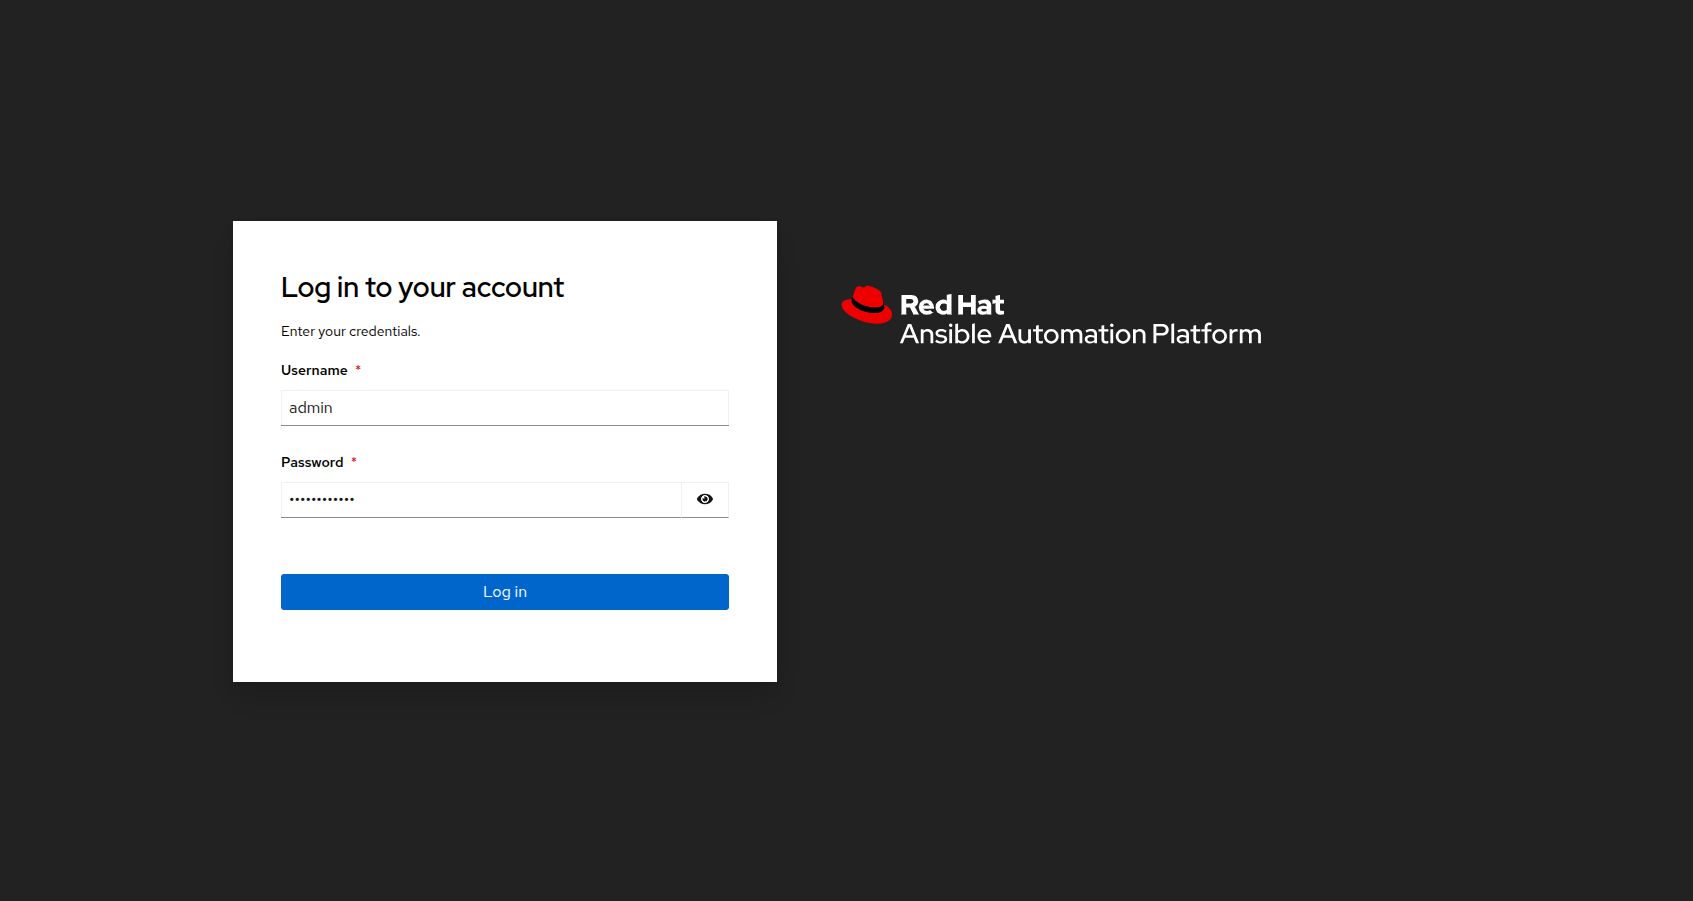 Log in to your account
Enter your credentials.
Username *
admin
Password *
••••••••••••
Log in
Red Hat
Ansible Automation Platform